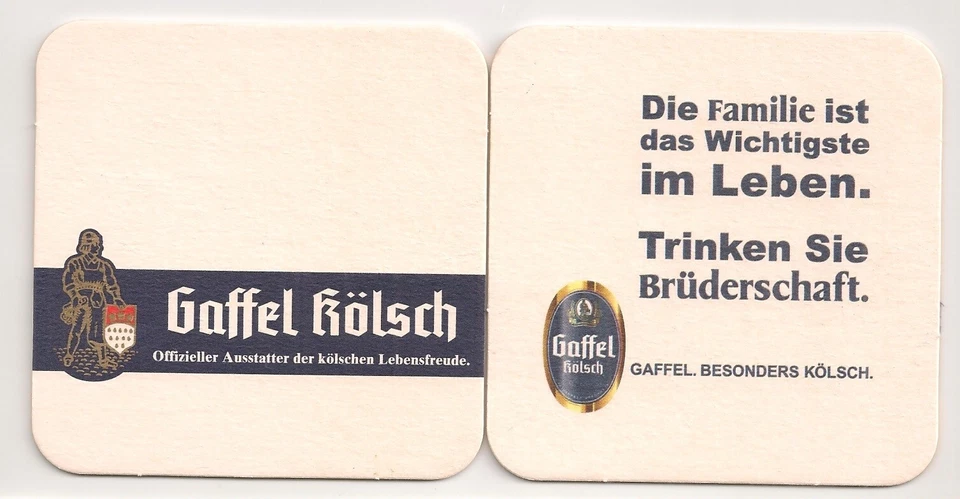 Gaffel Kölsch
Offizieller Ausstatter der kölschen Lebensfreude.
Die Familie ist
das Wichtigste
im Leben.
Trinken Sie
Brüderschaft.
Gaffel
Kölsch
GAFFEL. BESONDERS KÖLSCH.